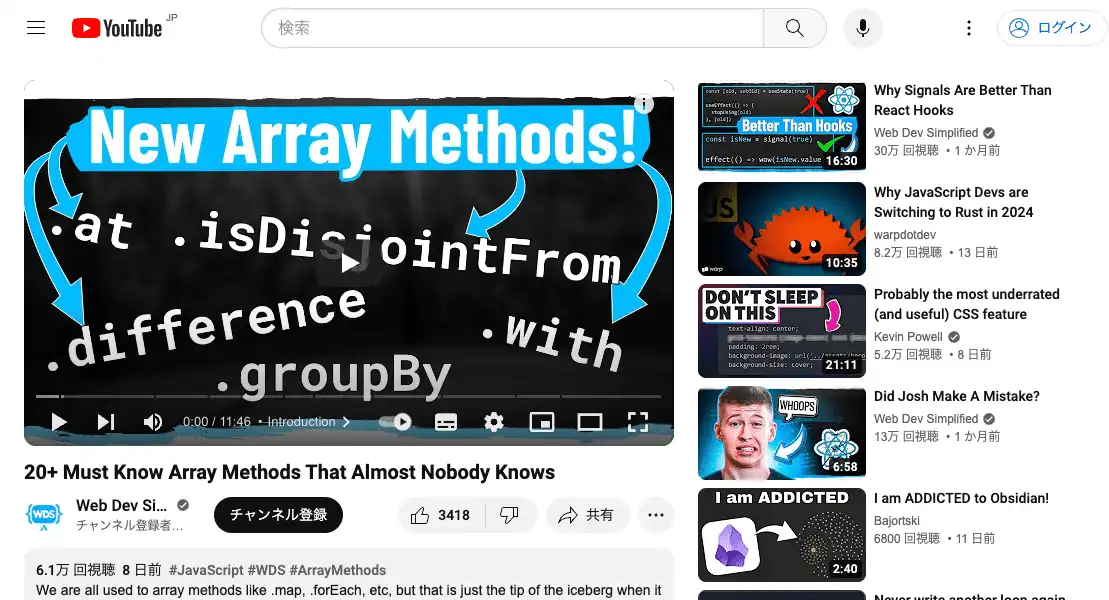 YouTube JP
検索
ログイン
New Array Methods!
.at .isDisjointFrom
.difference
.with
.groupBy
0:00 / 11:46 • Introduction
20+ Must Know Array Methods That Almost Nobody Knows
WDS
Web Dev Si...
チャンネル登録者...
チャンネル登録
3418
共有
6.1万 回視聴 8 日前 #JavaScript #WDS #ArrayMethods
We are all used to array methods like .map, .forEach, etc, but that is just the tip of the iceberg when it
const [old, setOld] = useState(true)
useEffect(() => {
stopUsing(old)
}, [old])
Better Than Hooks
const isNew = signal(true)
effect(() => wow(isNew.value
16:30
Why Signals Are Better Than
React Hooks
Web Dev Simplified
30万 回視聴 • 1 か月前
JS
warp
10:35
Why JavaScript Devs are
Switching to Rust in 2024
warpdotdev
8.2万 回視聴 • 13 日前
DON'T SLEEP
ON THIS
text-align: center;
padding: 2rem;
background-image: url('../assets/
background-size: cover;
21:11
Probably the most underrated
(and useful) CSS feature
Kevin Powell
5.2万 回視聴 • 8 日前
WHOOPS
6:58
Did Josh Make A Mistake?
Web Dev Simplified
13万 回視聴 • 1 か月前
I am ADDICTED
2:40
I am ADDICTED to Obsidian!
Bajortski
6800 回視聴 • 11 日前
Never write another loop again